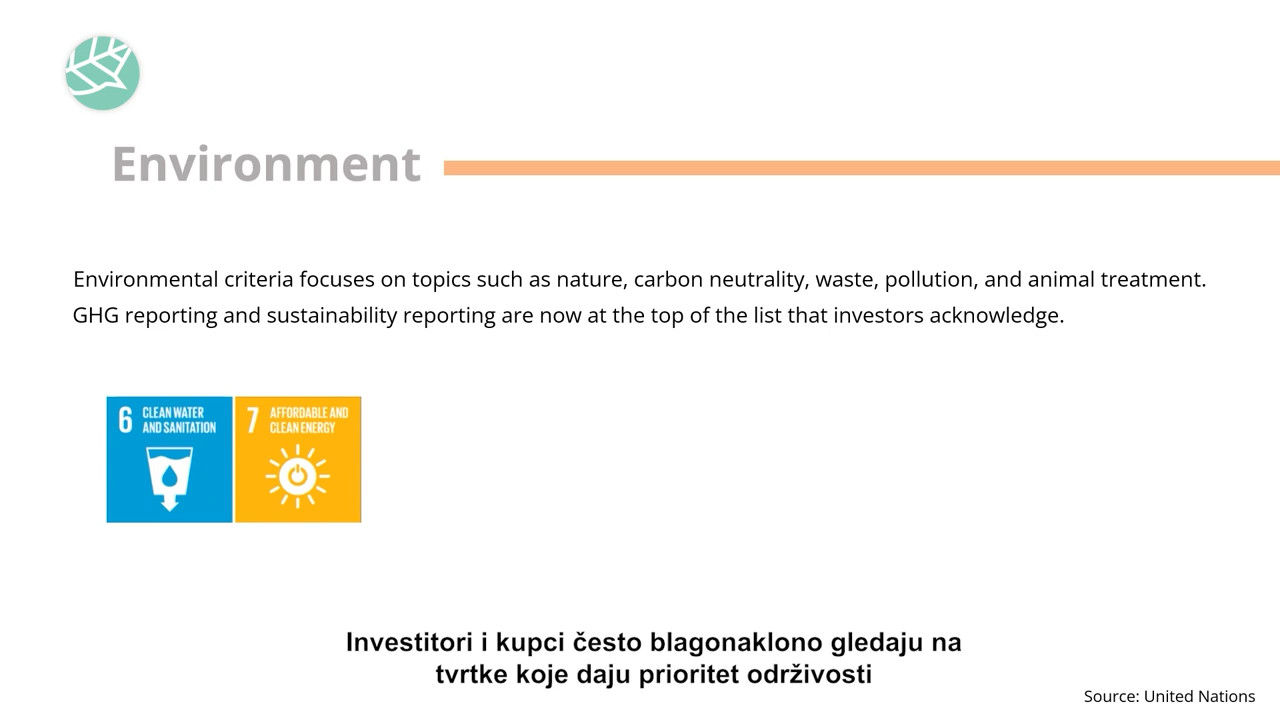 Environment
Environmental criteria focuses on topics such as nature, carbon neutrality, waste, pollution, and animal treatment.
GHG reporting and sustainability reporting are now at the top of the list that investors acknowledge.
6 CLEAN WATER
AND SANITATION
7 AFFORDABLE AND
CLEAN ENERGY
Investitori i kupci često blagonaklono gledaju na
tvrtke koje daju prioritet održivosti
Source: United Nations